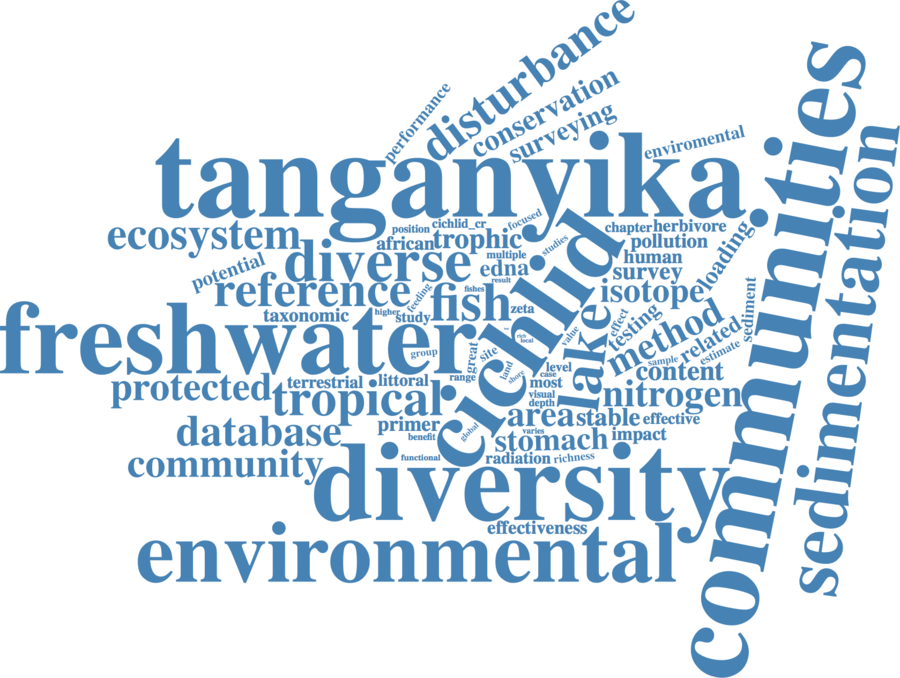 performance
disturbance
conservation
surveying
enviromental
tanganyika
communities
sedimentation
ecosystem
position
cichlid_cr
focused
african
trophic
studies
chapter
herbivore
pollution
loading
potential
diverse
multiple
edna
result
human
survey
reference
feeding
fishes
fish
zeta
cichlid
isotope
taxonomic
higher
study
freshwater
group
great
site
local
value
effect
testing
method
related
sediment
lake
sample
estimate
protected
terrestrial
littoral
range
land
shore
level
case
most
content
tropical
visual
depth
nitrogen
database
primer
benefit
global
area
stable
effective
varies
stomach
impact
community
functional
radiation
richness
diversity
effectiveness
environmental